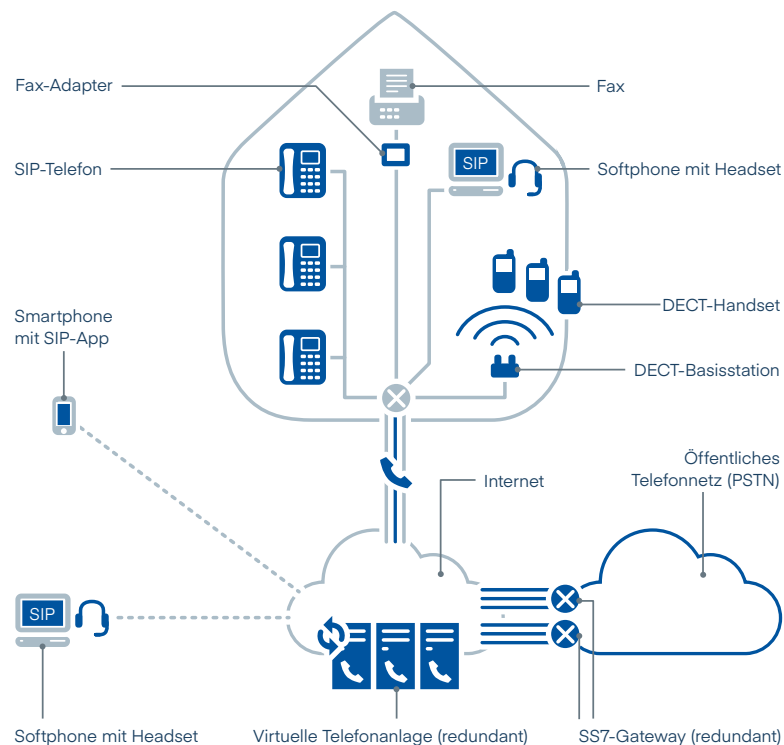 Fax-Adapter
Fax
SIP-Telefon
SIP
Softphone mit Headset
DECT-Handset
Smartphone
mit SIP-App
DECT-Basisstation
Öffentliches
Telefonnetz (PSTN)
Internet
SIP
Softphone mit Headset
Virtuelle Telefonanlage (redundant)
SS7-Gateway (redundant)